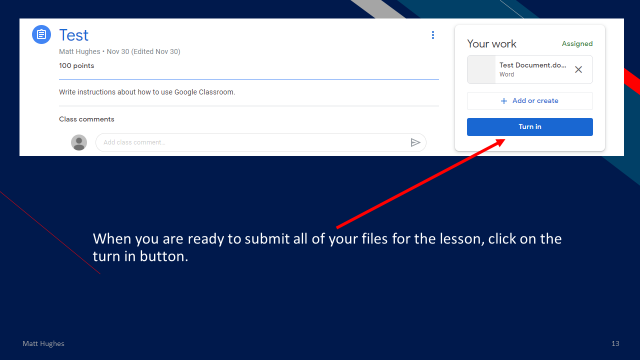 Test
Matt Hughes • Nov 30 (Edited Nov 30)
100 points
Write instructions about how to use Google Classroom.
Class comments
Add class comment...
Your work
Assigned
Test Document.do...
Word
+ Add or create
Turn in
When you are ready to submit all of your files for the lesson, click on the
turn in button.
Matt Hughes
13